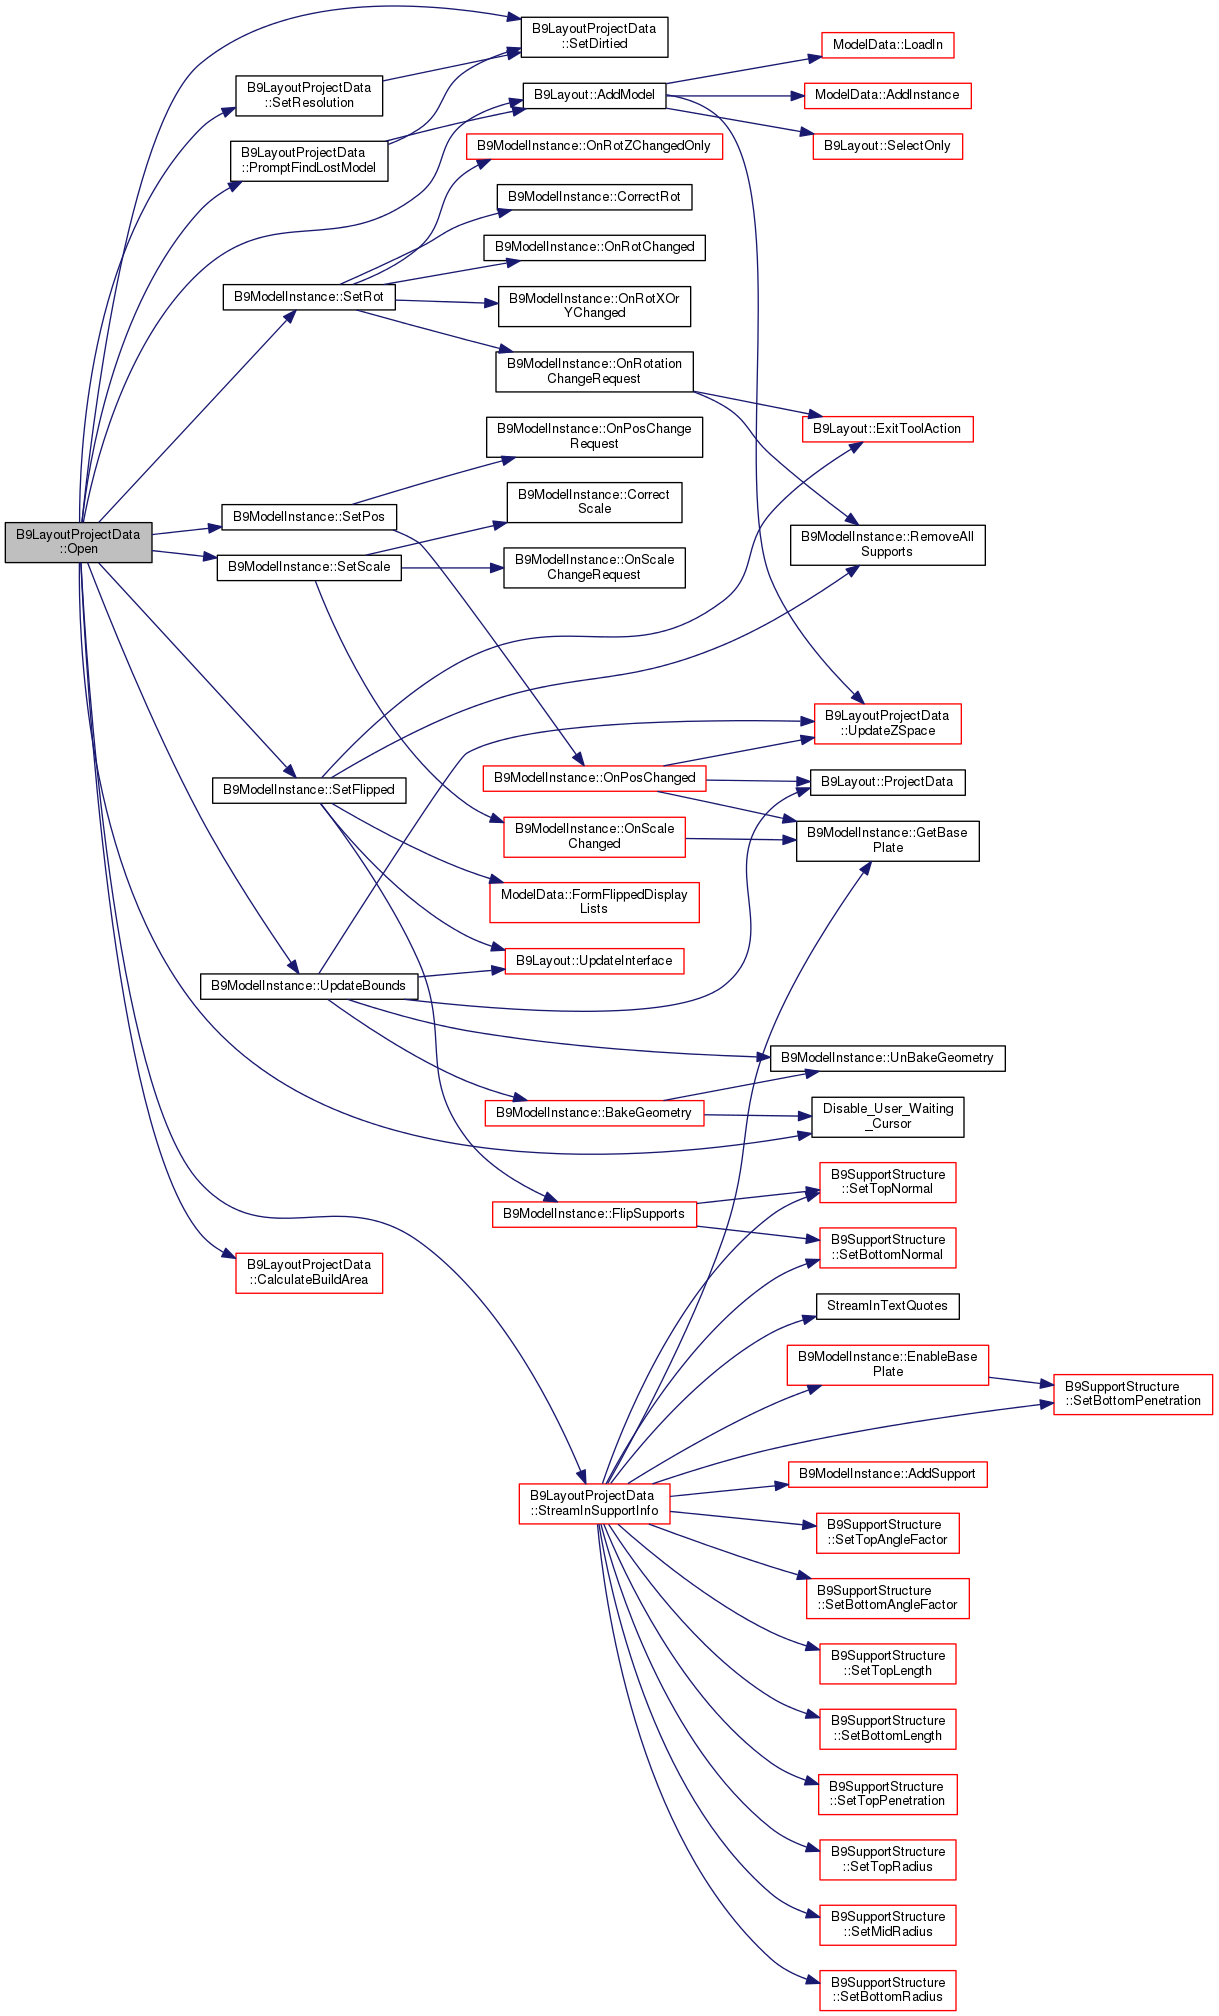 B9LayoutProjectData
::SetDirtied
ModelData::LoadIn
B9LayoutProjectData
::SetResolution
B9Layout::AddModel
ModelData::AddInstance
B9LayoutProjectData
::PromptFindLostModel
B9ModelInstance::OnRotZChangedOnly
B9Layout::SelectOnly
B9ModelInstance::CorrectRot
B9ModelInstance::OnRotChanged
B9ModelInstance::SetRot
B9ModelInstance::OnRotXOr
YChanged
B9ModelInstance::OnRotation
ChangeRequest
B9ModelInstance::OnPosChange
Request
B9Layout::ExitToolAction
B9ModelInstance::Correct
Scale
B9ModelInstance::SetPos
B9LayoutProjectData
::Open
B9ModelInstance::RemoveAll
Supports
B9ModelInstance::SetScale
B9ModelInstance::OnScale
ChangeRequest
B9LayoutProjectData
::UpdateZSpace
B9ModelInstance::OnPosChanged
B9Layout::ProjectData
B9ModelInstance::SetFlipped
B9ModelInstance::OnScale
Changed
B9ModelInstance::GetBase
Plate
ModelData::FormFlippedDisplay
Lists
B9Layout::UpdateInterface
B9ModelInstance::UpdateBounds
B9ModelInstance::UnBakeGeometry
B9ModelInstance::BakeGeometry
Disable_User_Waiting
_Cursor
B9SupportStructure
::SetTopNormal
B9ModelInstance::FlipSupports
B9SupportStructure
::SetBottomNormal
B9LayoutProjectData
::CalculateBuildArea
StreamInTextQuotes
B9ModelInstance::EnableBase
Plate
B9SupportStructure
::SetBottomPenetration
B9ModelInstance::AddSupport
B9LayoutProjectData
::StreamInSupportInfo
B9SupportStructure
::SetTopAngleFactor
B9SupportStructure
::SetBottomAngleFactor
B9SupportStructure
::SetTopLength
B9SupportStructure
::SetBottomLength
B9SupportStructure
::SetTopPenetration
B9SupportStructure
::SetTopRadius
B9SupportStructure
::SetMidRadius
B9SupportStructure
::SetBottomRadius